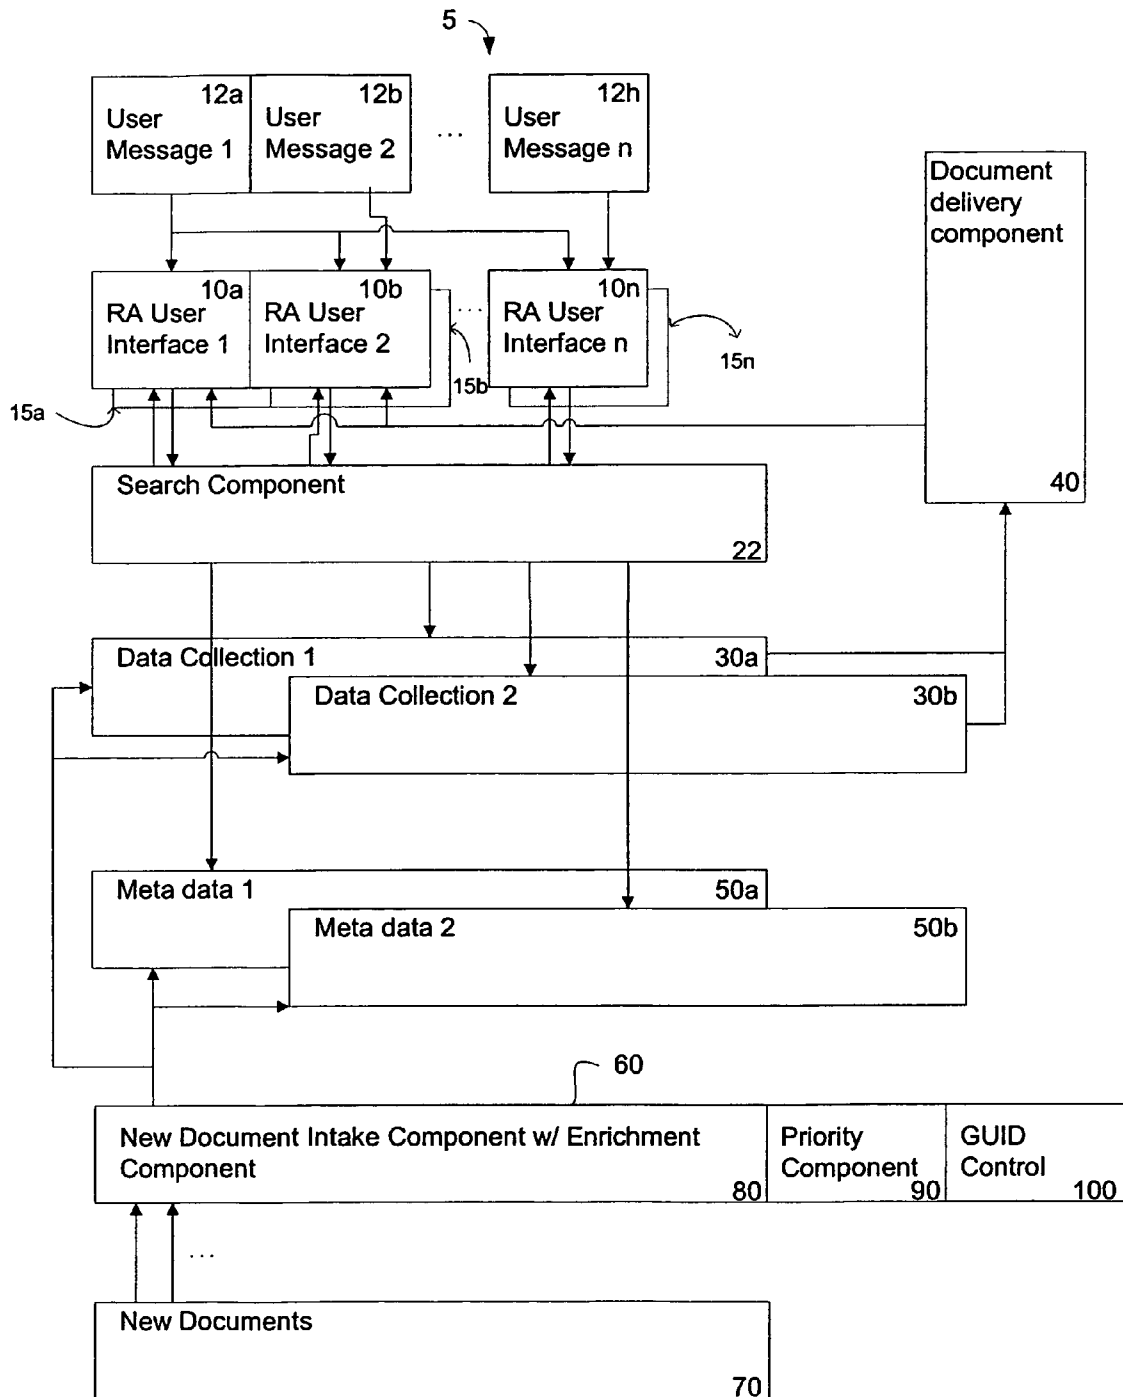 5
12a
User
Message 1
12b
User
Message 2
...
12h
User
Message n
Document
delivery
component
40
10a
RA User
Interface 1
10b
RA User
Interface 2
...
10n
RA User
Interface n
15a
15b
15n
Search Component
22
Data Collection 1
30a
Data Collection 2
30b
Meta data 1
50a
Meta data 2
50b
60
New Document Intake Component w/ Enrichment
Component
80
Priority
Component
90
GUID
Control
100
...
New Documents
70